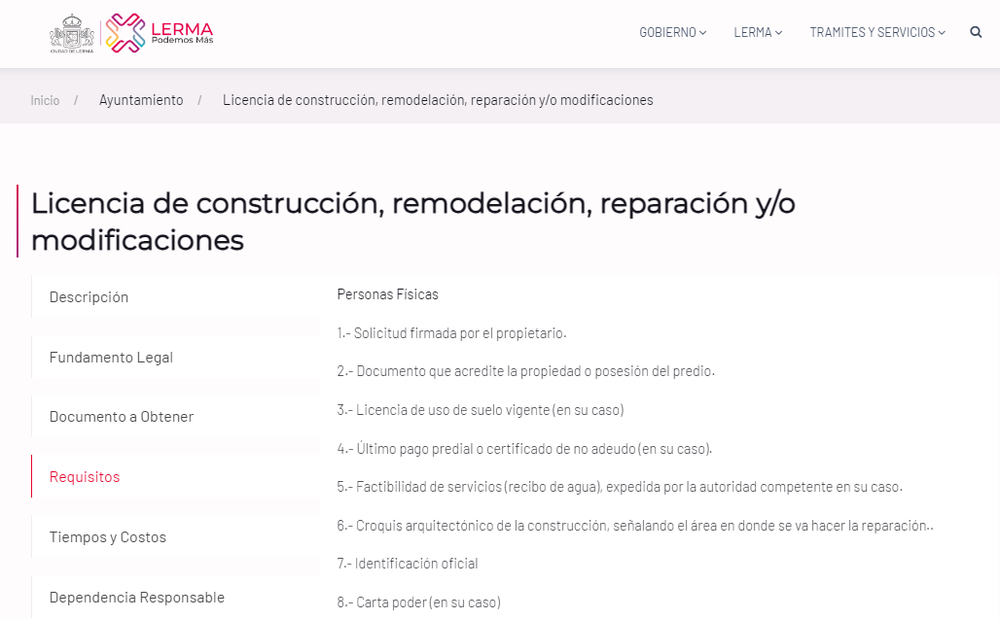 CIUDAD DE LERMA
LERMA
Podemos Más
GOBIERNO
LERMA
TRAMITES Y SERVICIOS
Inicio / Ayuntamiento / Licencia de construcción, remodelación, reparación y/o modificaciones
Licencia de construcción, remodelación, reparación y/o
modificaciones
Descripción
Fundamento Legal
Documento a Obtener
Requisitos
Tiempos y Costos
Dependencia Responsable
Personas Físicas
1.- Solicitud firmada por el propietario.
2.- Documento que acredite la propiedad o posesión del predio.
3.- Licencia de uso de suelo vigente (en su caso)
4.- Último pago predial o certificado de no adeudo (en su caso).
5.- Factibilidad de servicios (recibo de agua), expedida por la autoridad competente en su caso.
6.- Croquis arquitectónico de la construcción, señalando el área en donde se va hacer la reparación..
7.- Identificación oficial
8.- Carta poder (en su caso)